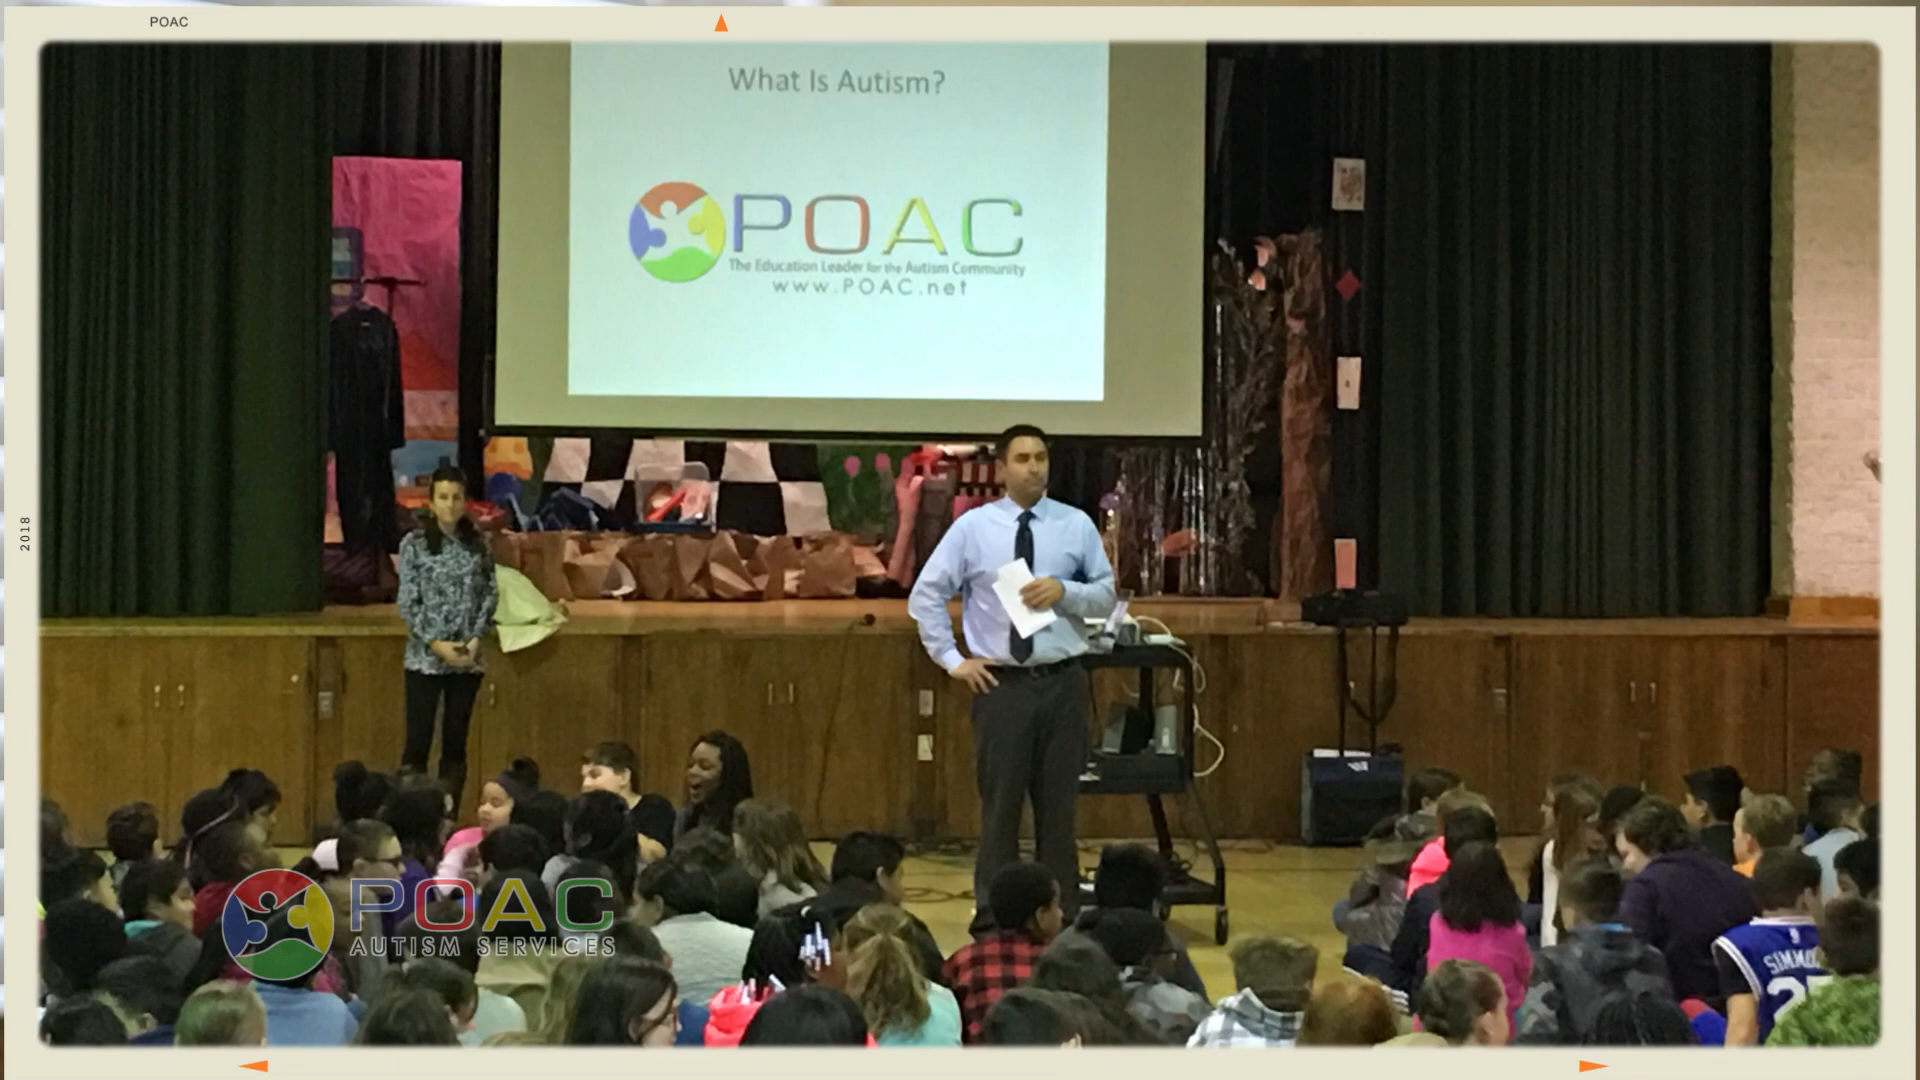 POAC
What Is Autism?
POAC
The Education Leader for the Autism Community
www.POAC.net
2018
POAC
AUTISM SERVICES